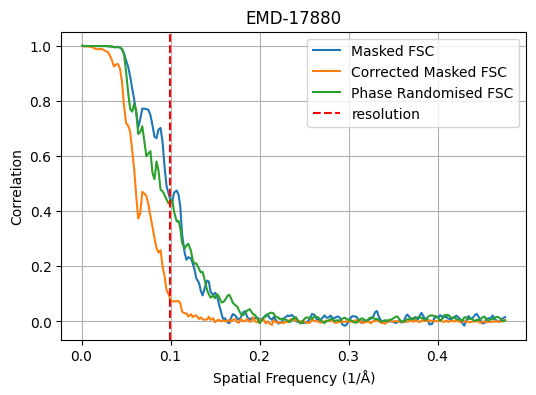 EMD-17880
Masked FSC
Corrected Masked FSC
Phase Randomised FSC
resolution
Correlation
1.0
0.8
0.6
0.4
0.2
0.0
0.0 0.1 0.2 0.3 0.4
Spatial Frequency (1/Å)